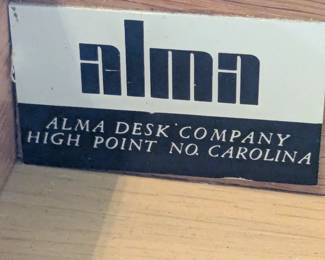 alma
ALMA DESK COMPANY
HIGH POINT NO. CAROLINA